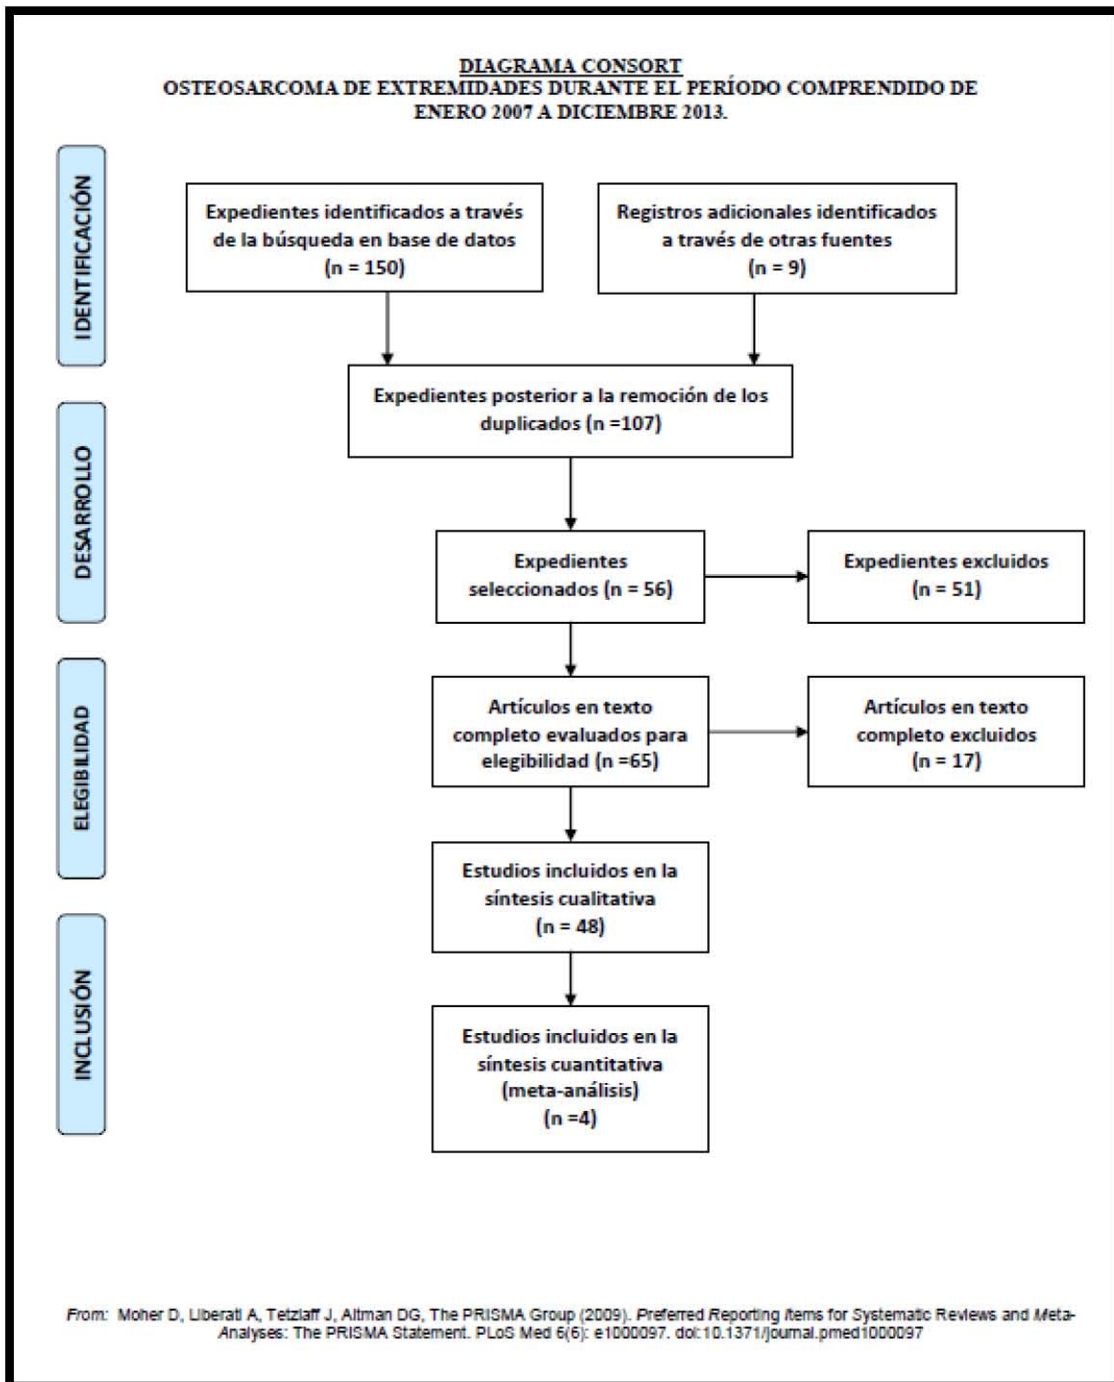 DIAGRAMA CONSORT
OSTEOSARCOMA DE EXTREMIDADES DURANTE EL PERÍODO COMPRENDIDO DE
ENERO 2007 A DICIEMBRE 2013.
IDENTIFICACIÓN
Expedientes identificados a través
de la búsqueda en base de datos
(n = 150)
Registros adicionales identificados
a través de otras fuentes
(n = 9)
Expedientes posterior a la remoción de los
duplicados (n =107)
DESARROLLO
Expedientes
seleccionados (n = 56)
Expedientes excluidos
(n = 51)
ELEGIBILIDAD
Artículos en texto
completo evaluados para
elegibilidad (n =65)
Artículos en texto
completo excluidos
(n = 17)
Estudios incluidos en la
síntesis cualitativa
(n = 48)
INCLUSIÓN
Estudios incluidos en la
síntesis cuantitativa
(meta-análisis)
(n =4)
From: Moher D, Liberati A, Tetzlaff J, Altman DG, The PRISMA Group (2009). Preferred Reporting Items for Systematic Reviews and Meta-
Analyses: The PRISMA Statement. PLoS Med 6(6): e1000097. doi:10.1371/journal.pmed1000097